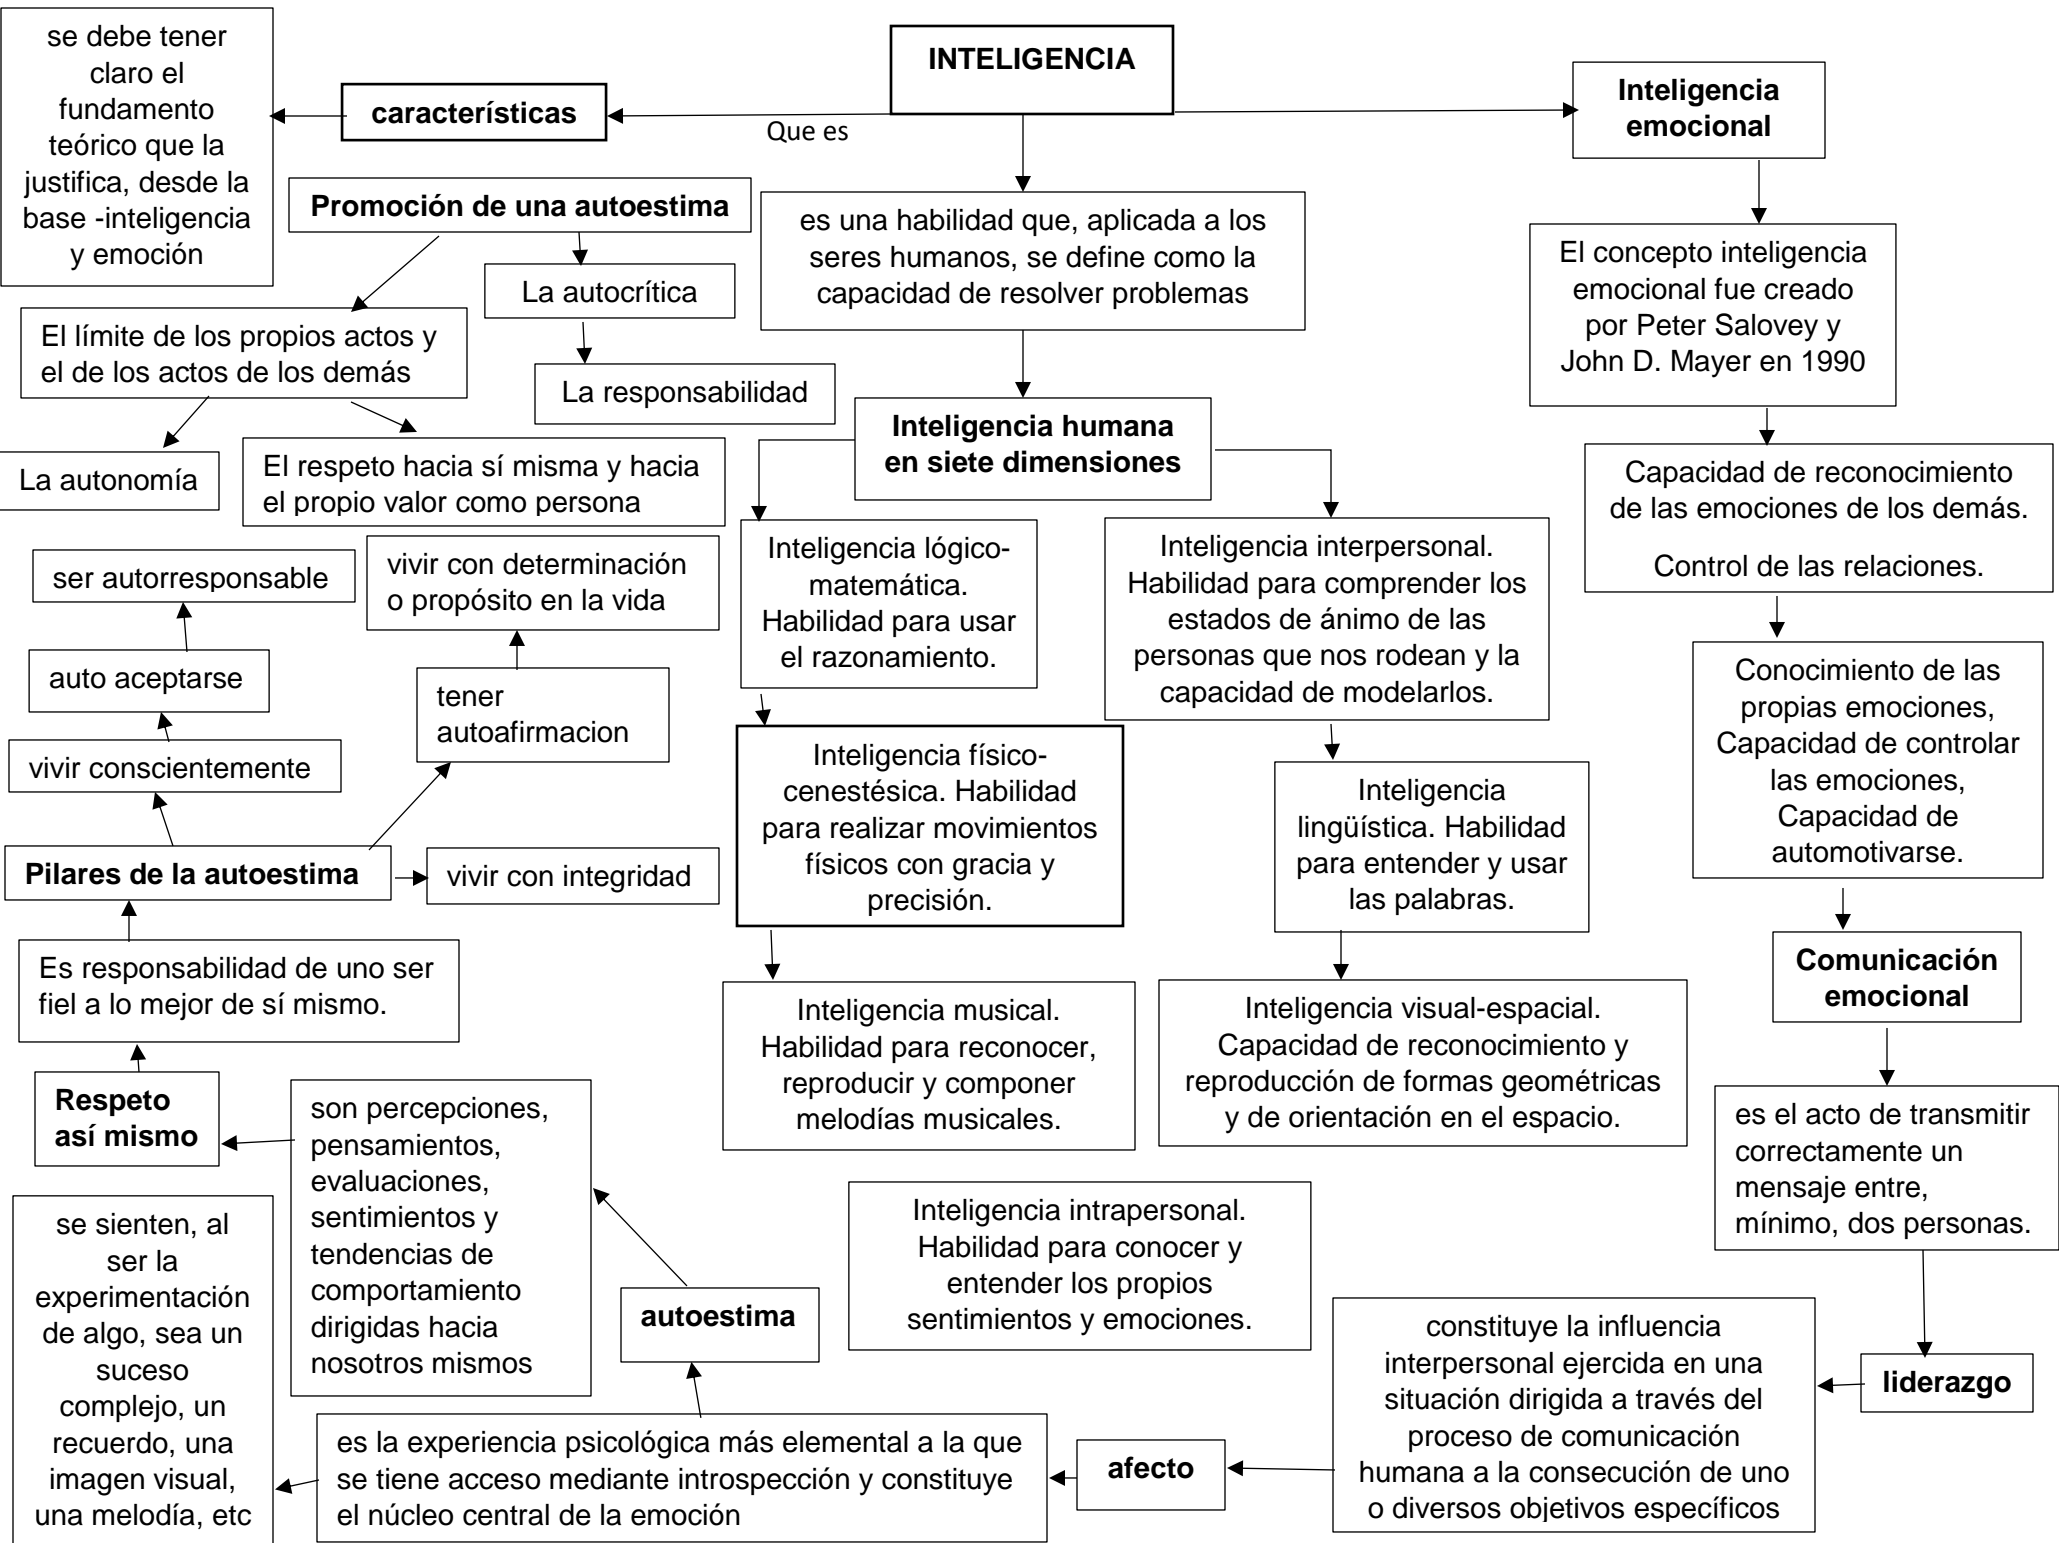 se debe tener
claro el
fundamento
teórico que la
justifica, desde la
base -inteligencia
y emoción
características
INTELIGENCIA
Que es
Inteligencia
emocional
Promoción de una autoestima
La autocrítica
La responsabilidad
El límite de los propios actos y
el de los actos de los demás
La autonomía
El respeto hacia sí misma y hacia
el propio valor como persona
es una habilidad que, aplicada a los
seres humanos, se define como la
capacidad de resolver problemas
El concepto inteligencia
emocional fue creado
por Peter Salovey y
John D. Mayer en 1990
Inteligencia humana
en siete dimensiones
Capacidad de reconocimiento
de las emociones de los demás.
Control de las relaciones.
ser autorresponsable
vivir con determinación
o propósito en la vida
auto aceptarse
tener
autoafirmacion
vivir conscientemente
Pilares de la autoestima
vivir con integridad
Es responsabilidad de uno ser
fiel a lo mejor de sí mismo.
Inteligencia lógico-
matemática.
Habilidad para usar
el razonamiento.
Inteligencia interpersonal.
Habilidad para comprender los
estados de ánimo de las
personas que nos rodean y la
capacidad de modelarlos.
Inteligencia físico-
cenestésica. Habilidad
para realizar movimientos
físicos con gracia y
precisión.
Inteligencia
lingüística. Habilidad
para entender y usar
las palabras.
Conocimiento de las
propias emociones,
Capacidad de controlar
las emociones,
Capacidad de
automotivarse.
Comunicación
emocional
Inteligencia musical.
Habilidad para reconocer,
reproducir y componer
melodías musicales.
Inteligencia visual-espacial.
Capacidad de reconocimiento y
reproducción de formas geométricas
y de orientación en el espacio.
Respeto
así mismo
son percepciones,
pensamientos,
evaluaciones,
sentimientos y
tendencias de
comportamiento
dirigidas hacia
nosotros mismos
es el acto de transmitir
correctamente un
mensaje entre,
mínimo, dos personas.
se sienten, al
ser la
experimentación
de algo, sea un
suceso
complejo, un
recuerdo, una
imagen visual,
una melodía, etc
autoestima
Inteligencia intrapersonal.
Habilidad para conocer y
entender los propios
sentimientos y emociones.
constituye la influencia
interpersonal ejercida en una
situación dirigida a través del
proceso de comunicación
humana a la consecución de uno
o diversos objetivos específicos
liderazgo
es la experiencia psicológica más elemental a la que
se tiene acceso mediante introspección y constituye
el núcleo central de la emoción
afecto